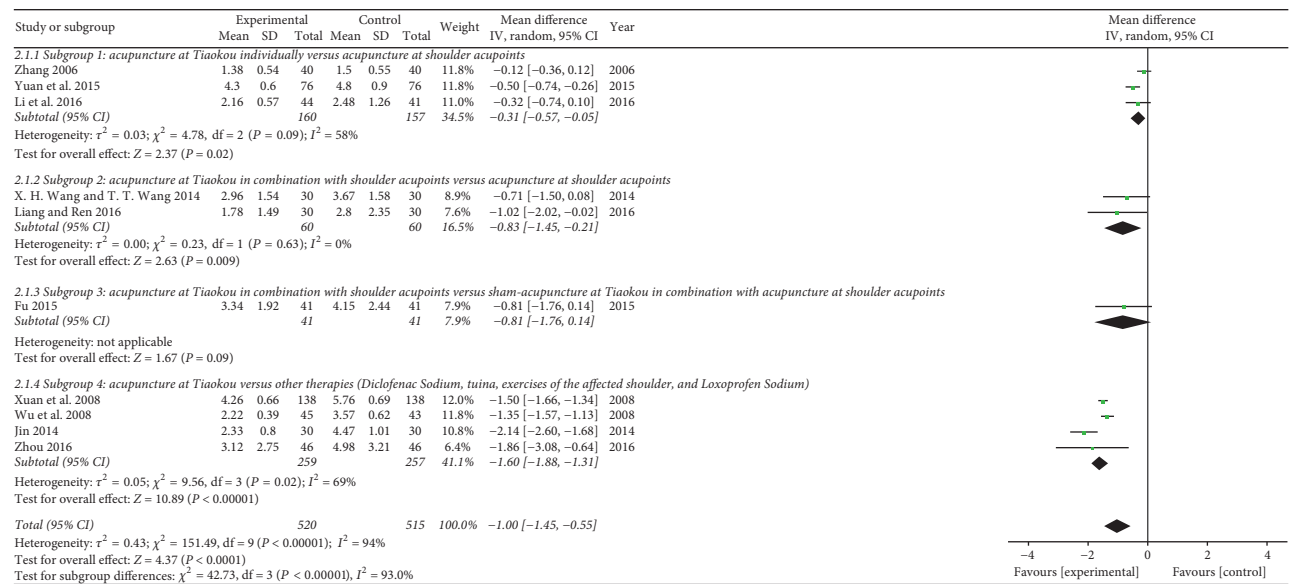 Study or subgroup Experimental Control Weight Mean difference Year Mean difference
Mean SD Total Mean SD Total IV, random, 95% CI IV, random, 95% CI
2.1.1 Subgroup 1: acupuncture at Tiaokou individually versus acupuncture at shoulder acupoints
Zhang 2006 1.38 0.54 40 1.5 0.55 40 11.8% −0.12 [−0.36, 0.12] 2006
Yuan et al. 2015 4.3 0.6 76 4.8 0.9 76 11.8% −0.50 [−0.74, −0.26] 2015
Li et al. 2016 2.16 0.57 44 2.48 1.26 41 11.0% −0.32 [−0.74, 0.10] 2016
Subtotal (95% CI) 160 157 34.5% −0.31 [−0.57, −0.05]
Heterogeneity: τ² = 0.03; χ² = 4.78, df = 2 (P = 0.09); I² = 58%
Test for overall effect: Z = 2.37 (P = 0.02)
2.1.2 Subgroup 2: acupuncture at Tiaokou in combination with shoulder acupoints versus acupuncture at shoulder acupoints
X. H. Wang and T. T. Wang 2014 2.96 1.54 30 3.67 1.58 30 8.9% −0.71 [−1.50, 0.08] 2014
Liang and Ren 2016 1.78 1.49 30 2.8 2.35 30 7.6% −1.02 [−2.02, −0.02] 2016
Subtotal (95% CI) 60 60 16.5% −0.83 [−1.45, −0.21]
Heterogeneity: τ² = 0.00; χ² = 0.23, df = 1 (P = 0.63); I² = 0%
Test for overall effect: Z = 2.63 (P = 0.009)
2.1.3 Subgroup 3: acupuncture at Tiaokou in combination with shoulder acupoints versus sham-acupuncture at Tiaokou in combination with acupuncture at shoulder acupoints
Fu 2015 3.34 1.92 41 4.15 2.44 41 7.9% −0.81 [−1.76, 0.14] 2015
Subtotal (95% CI) 41 41 7.9% −0.81 [−1.76, 0.14]
Heterogeneity: not applicable
Test for overall effect: Z = 1.67 (P = 0.09)
2.1.4 Subgroup 4: acupuncture at Tiaokou versus other therapies (Diclofenac Sodium, tuina, exercises of the affected shoulder, and Loxoprofen Sodium)
Xuan et al. 2008 4.26 0.66 138 5.76 0.69 138 12.0% −1.50 [−1.66, −1.34] 2008
Wu et al. 2008 2.22 0.39 45 3.57 0.62 43 11.8% −1.35 [−1.57, −1.13] 2008
Jin 2014 2.33 0.8 30 4.47 1.01 30 10.8% −2.14 [−2.60, −1.68] 2014
Zhou 2016 3.12 2.75 46 4.98 3.21 46 6.4% −1.86 [−3.08, −0.64] 2016
Subtotal (95% CI) 259 257 41.1% −1.60 [−1.88, −1.31]
Heterogeneity: τ² = 0.05; χ² = 9.56, df = 3 (P = 0.02); I² = 69%
Test for overall effect: Z = 10.89 (P < 0.00001)
Total (95% CI) 520 515 100.0% −1.00 [−1.45, −0.55]
Heterogeneity: τ² = 0.43; χ² = 151.49, df = 9 (P < 0.00001); I² = 94%
Test for overall effect: Z = 4.37 (P < 0.0001)
Test for subgroup differences: χ² = 42.73, df = 3 (P < 0.00001), I² = 93.0%
−4 −2 0 2 4
Favours [experimental] Favours [control]